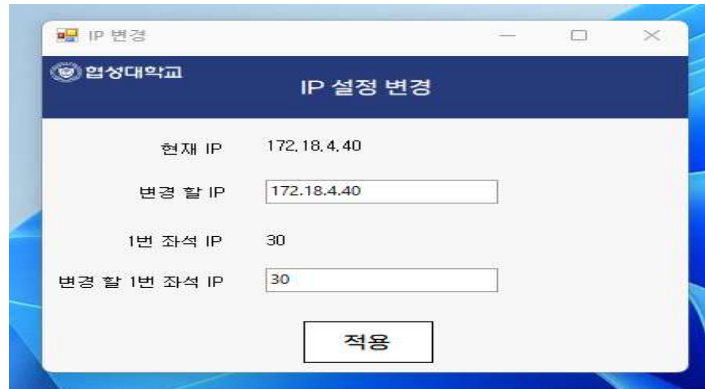 IP 변경
협성대학교
IP 설정 변경
현재 IP 172.18.4.40
변경 할 IP 172.18.4.40
1번 좌석 IP 30
변경 할 1번 좌석 IP 30
적용